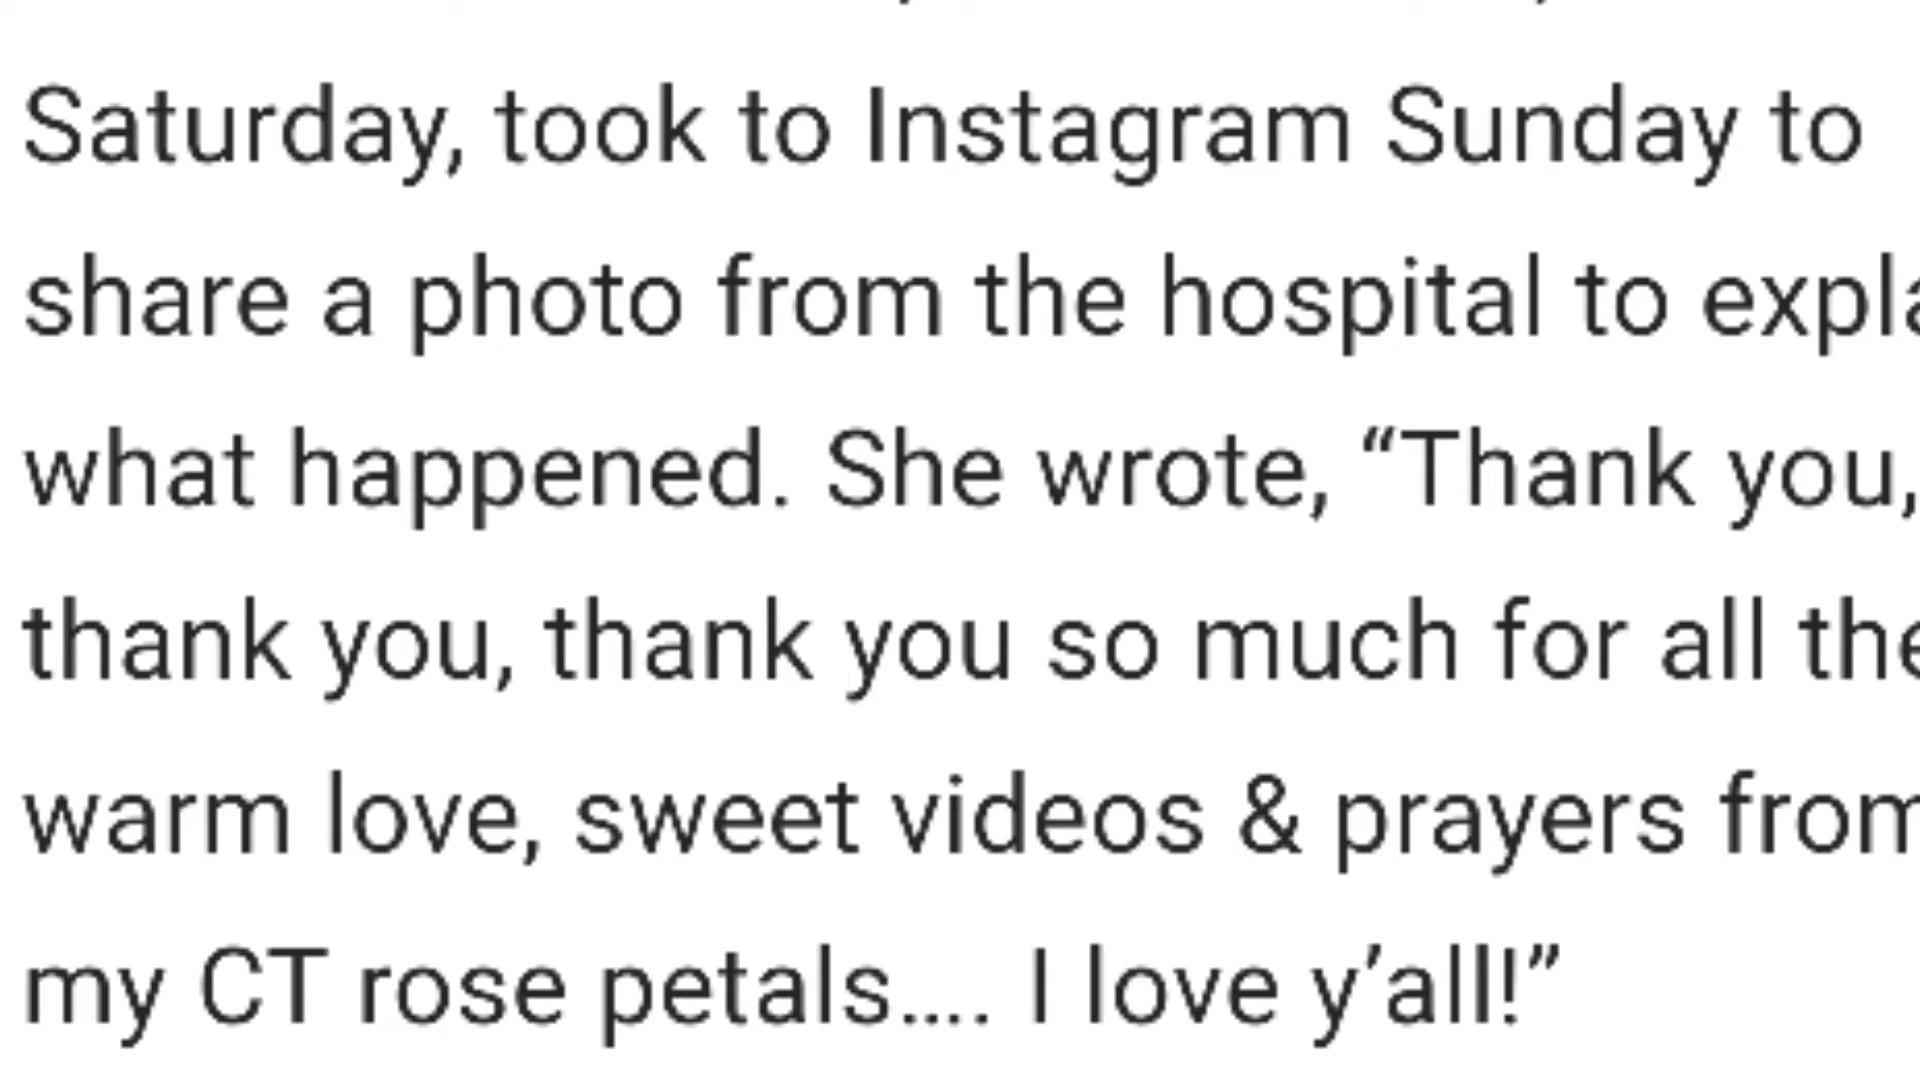 Saturday, took to Instagram Sunday to
share a photo from the hospital to expla
what happened. She wrote, “Thank you,
thank you, thank you so much for all the
warm love, sweet videos & prayers from
my CT rose petals.... I love y’all!”